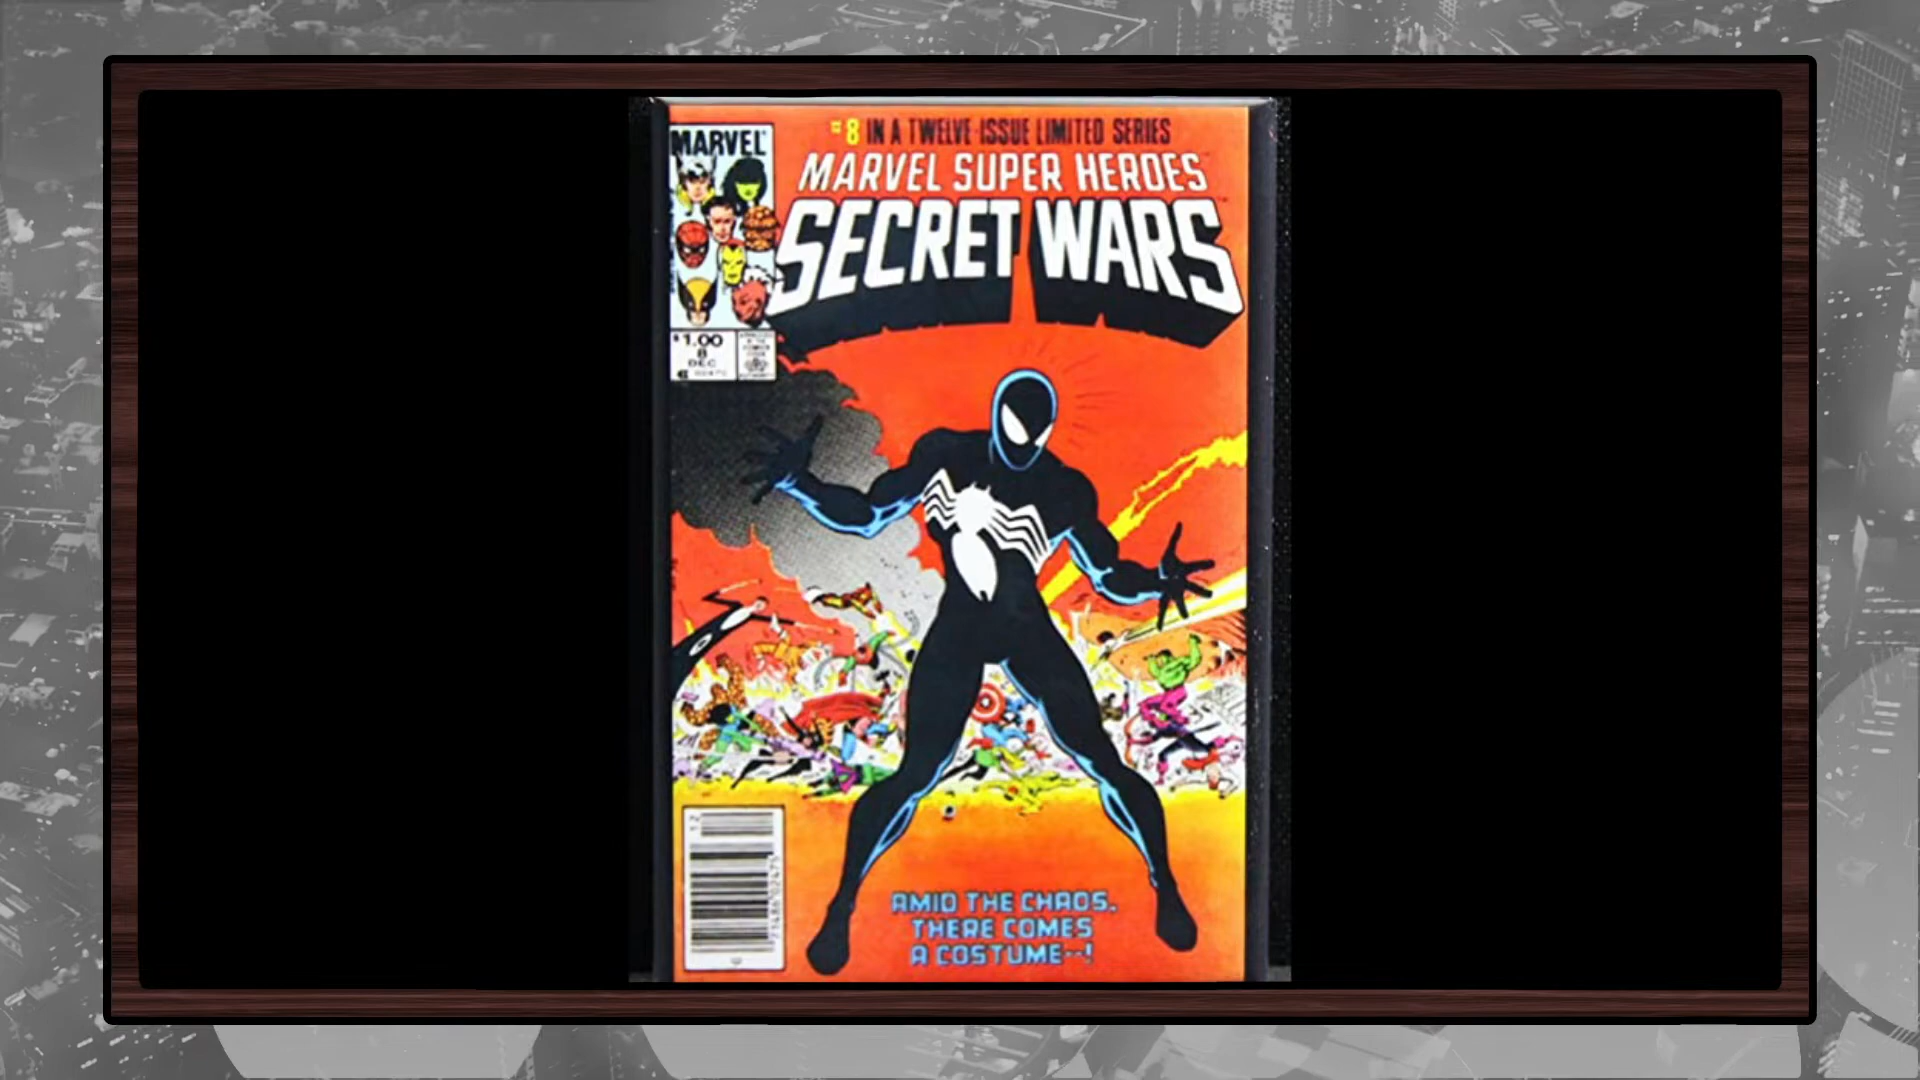 #8 IN A TWELVE-ISSUE LIMITED SERIES
MARVEL
MARVEL SUPER HEROES
SECRET WARS
$1.00
8
DEC
AMID THE CHAOS,
THERE COMES
A COSTUME--!
12